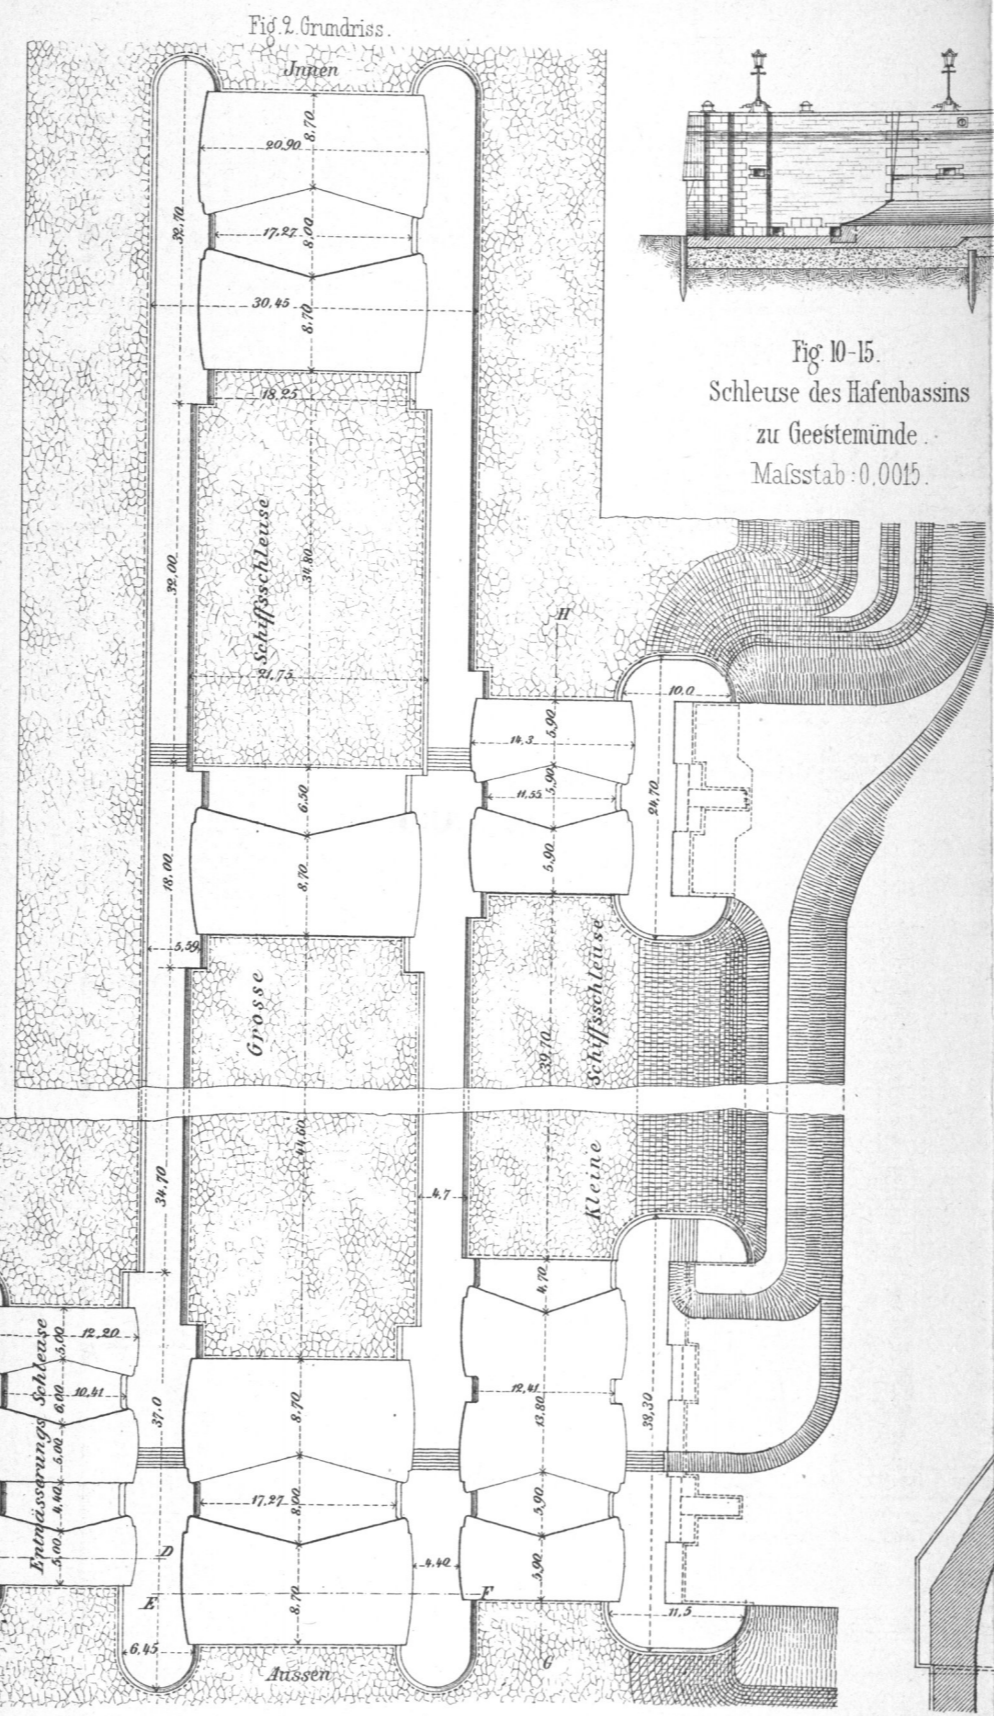 Fig. 2. Grundriss.
Jnnen
8,70
20,90
32,70
17,27
8,00
30,45
8,70
18,25
Fig. 10-15.
Schleuse des Hafenbassins
zu Geestemünde.
Maſsstab: 0,0015.
Schiffsschleuse
32,00
34,80
21,75
H
10,0
5,90
14,3
5,90
11,55
24,70
6,50
5,90
8,70
18,00
5,59
Grosse
Schiffsschleuse
39,70
44,60
34,70
4,7
Kleine
4,70
12,20
5,00
Entwässerungs Schleuse
10,41
6,00
37,0
8,70
12,41
13,80
38,30
5,00
4,40
17,27
8,00
5,90
5,00
D
4,40
5,90
E
F
8,70
11,5
6,45
Aussen
G